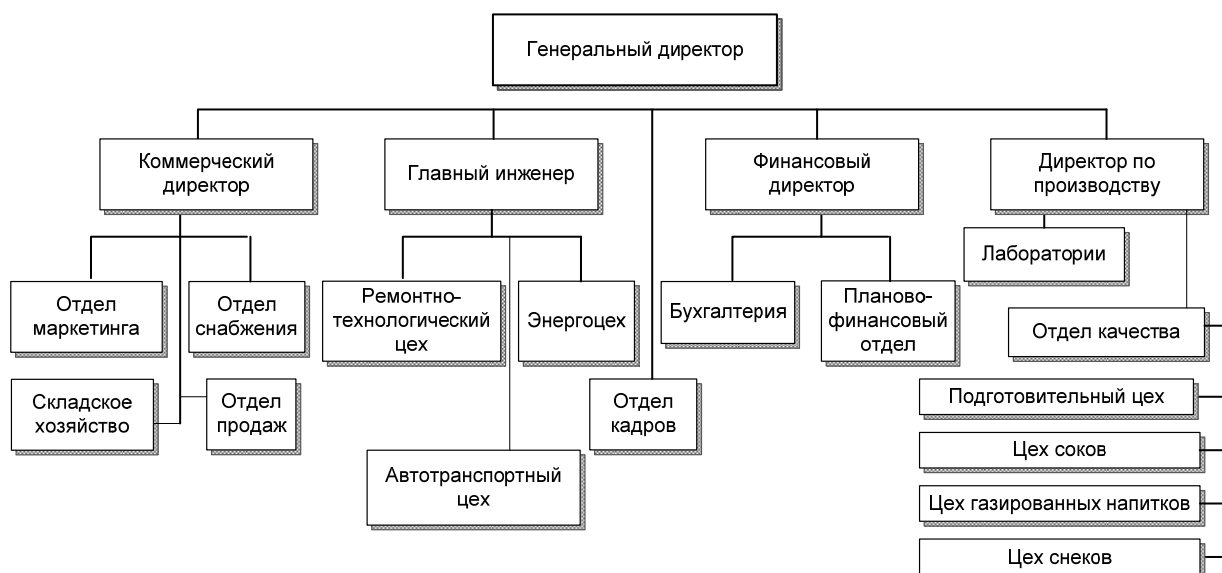 Генеральный директор
Коммерческий
директор
Главный инженер
Финансовый
директор
Директор по
производству
Лаборатории
Отдел
маркетинга
Отдел
снабжения
Ремонтно-
технологический
цех
Энергоцех
Бухгалтерия
Планово-
финансовый
отдел
Отдел качества
Складское
хозяйство
Отдел
продаж
Отдел
кадров
Подготовительный цех
Автотранспортный
цех
Цех соков
Цех газированных напитков
Цех снеков